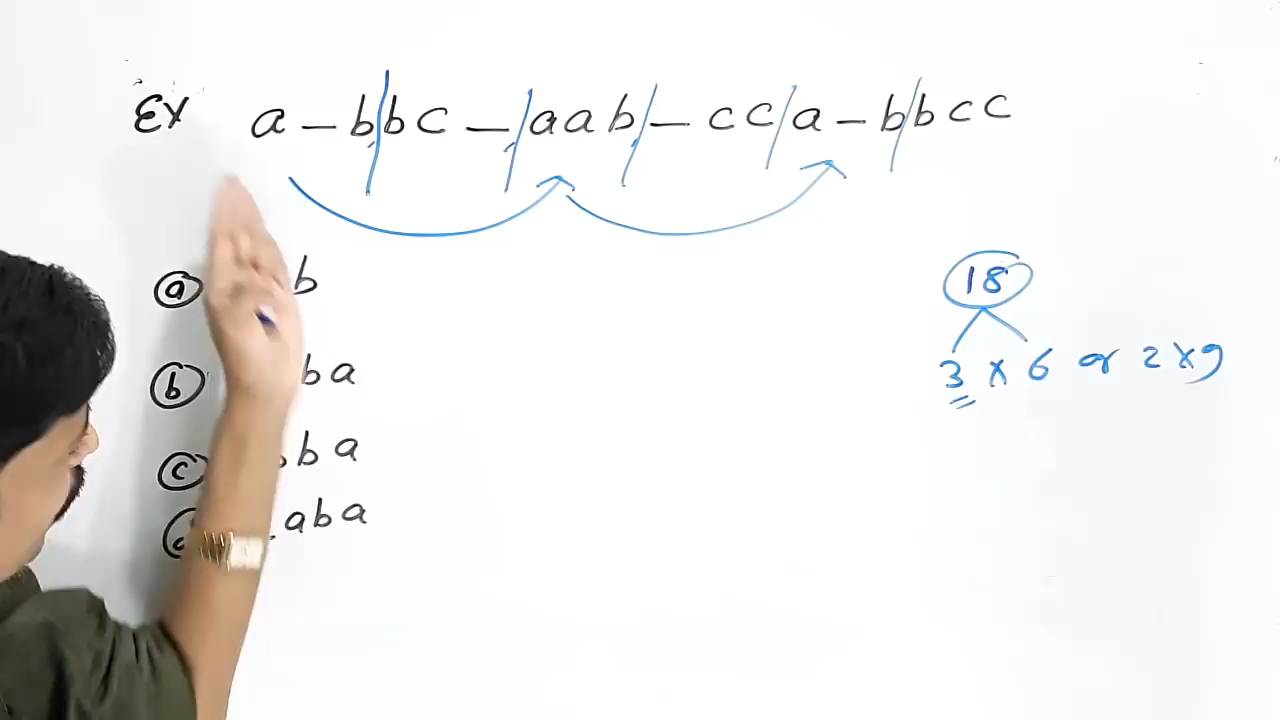 Ex a _ b b c _ a a b _ c c a _ b b c c
a b
b b a
c b a
a b a
18
3 x 6 or 2 x 9